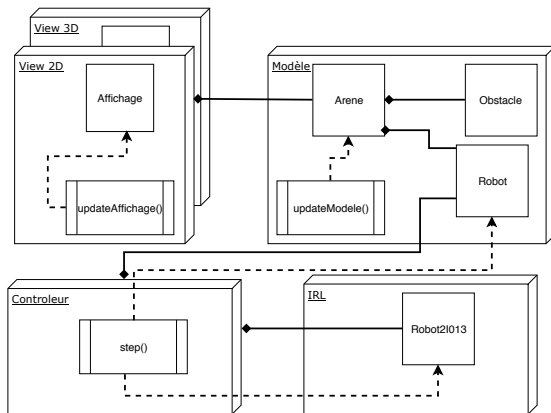 View 3D
View 2D
Affichage
updateAffichage()
Modèle
Arene
Obstacle
Robot
updateModele()
Controleur
step()
IRL
Robot2I013